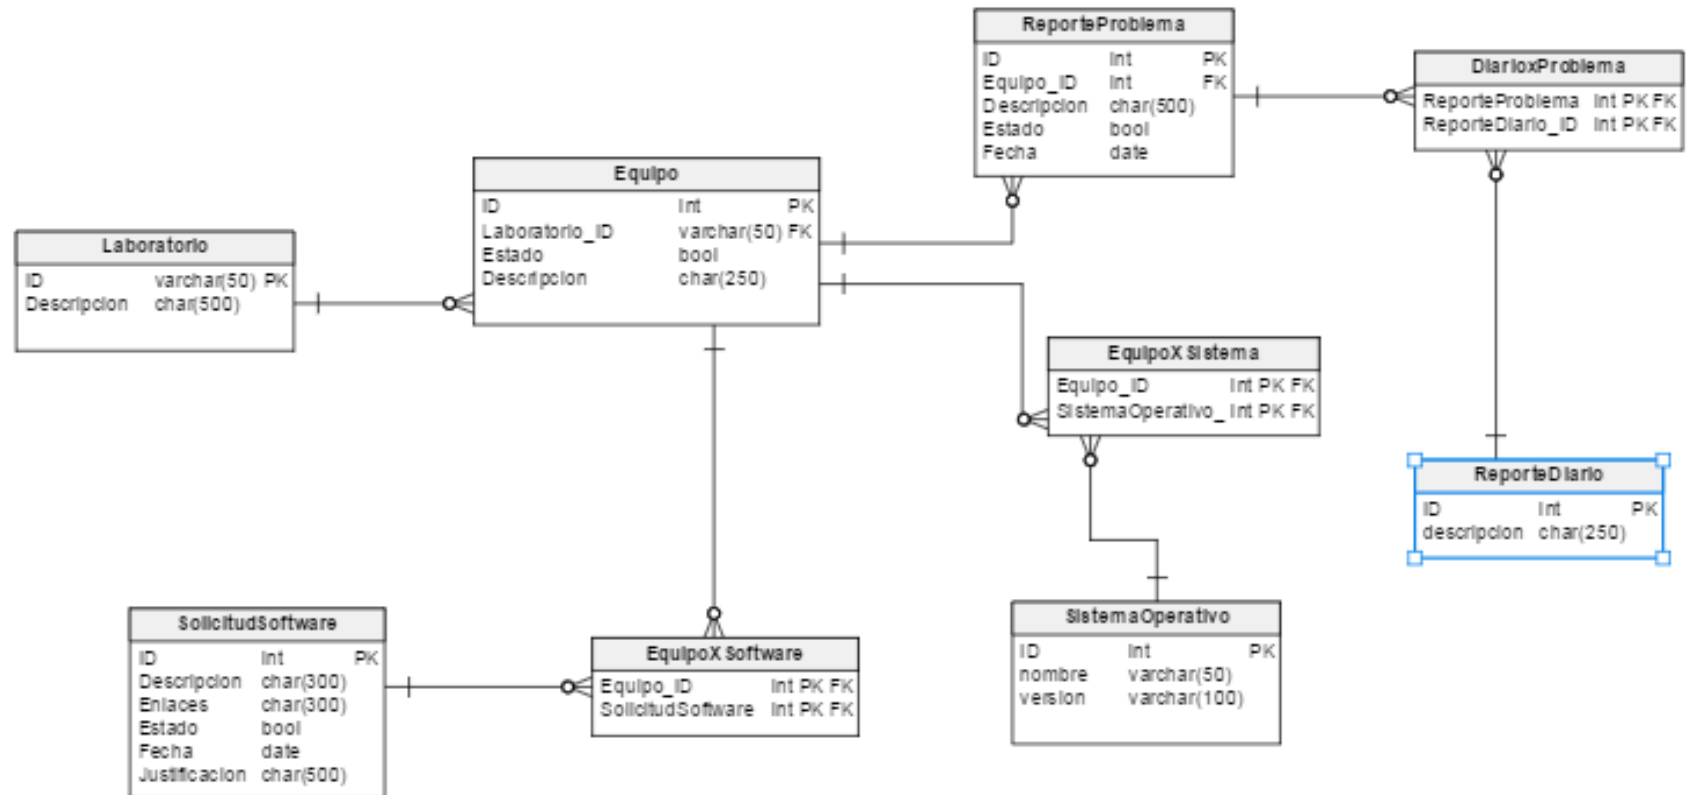 ReporteProblema
ID Int PK
Equipo_ID Int FK
Descripcion char(500)
Estado bool
Fecha date
DiarioxProblema
ReporteProblema Int PK FK
ReporteDiario_ID Int PK FK
Equipo
ID Int PK
Laboratorio_ID varchar(50) FK
Estado bool
Descripcion char(250)
Laboratorio
ID varchar(50) PK
Descripcion char(500)
EquipoXSistema
Equipo_ID Int PK FK
SistemaOperativo_ Int PK FK
ReporteDiario
ID Int PK
descripcion char(250)
SistemaOperativo
ID Int PK
nombre varchar(50)
version varchar(100)
SolicitudSoftware
ID Int PK
Descripcion char(300)
Enlaces char(300)
Estado bool
Fecha date
Justificacion char(500)
EquipoXSoftware
Equipo_ID Int PK FK
SolicitudSoftware Int PK FK